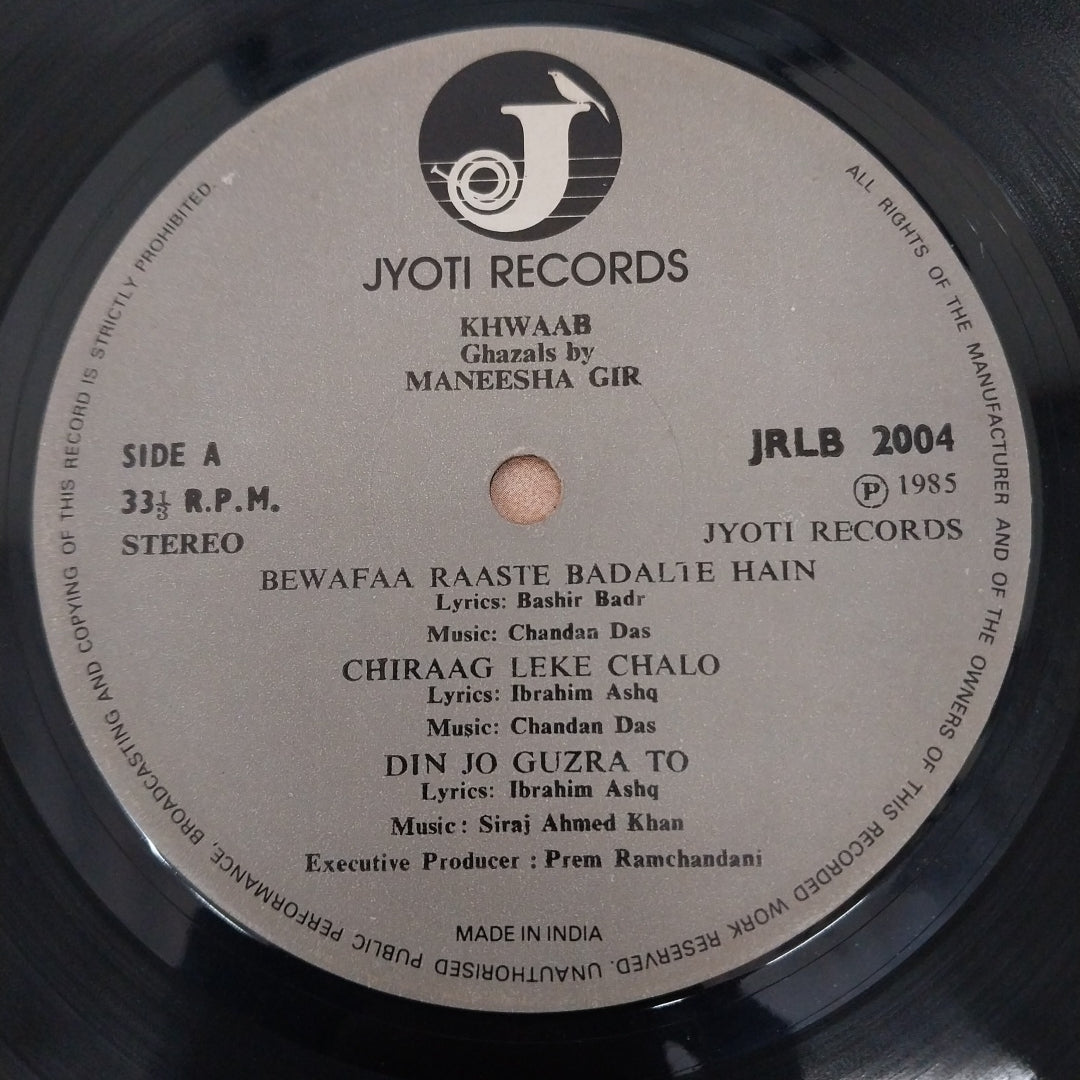 J
JYOTI RECORDS
KHWAAB
Ghazals by
MANEESHA GIR
SIDE A
33⅓ R.P.M.
STEREO
JRLB 2004
Ⓟ 1985
JYOTI RECORDS
BEWAFAA RAASTE BADALTE HAIN
Lyrics: Bashir Badr
Music: Chandan Das
CHIRAAG LEKE CHALO
Lyrics: Ibrahim Ashq
Music: Chandan Das
DIN JO GUZRA TO
Lyrics: Ibrahim Ashq
Music: Siraj Ahmed Khan
Executive Producer : Prem Ramchandani
MADE IN INDIA
ALL RIGHTS OF THE MANUFACTURER AND OF THE OWNERS OF THIS RECORDED WORK RESERVED. UNAUTHORISED PUBLIC PERFORMANCE, BROADCASTING AND COPYING OF THIS RECORD IS STRICTLY PROHIBITED.